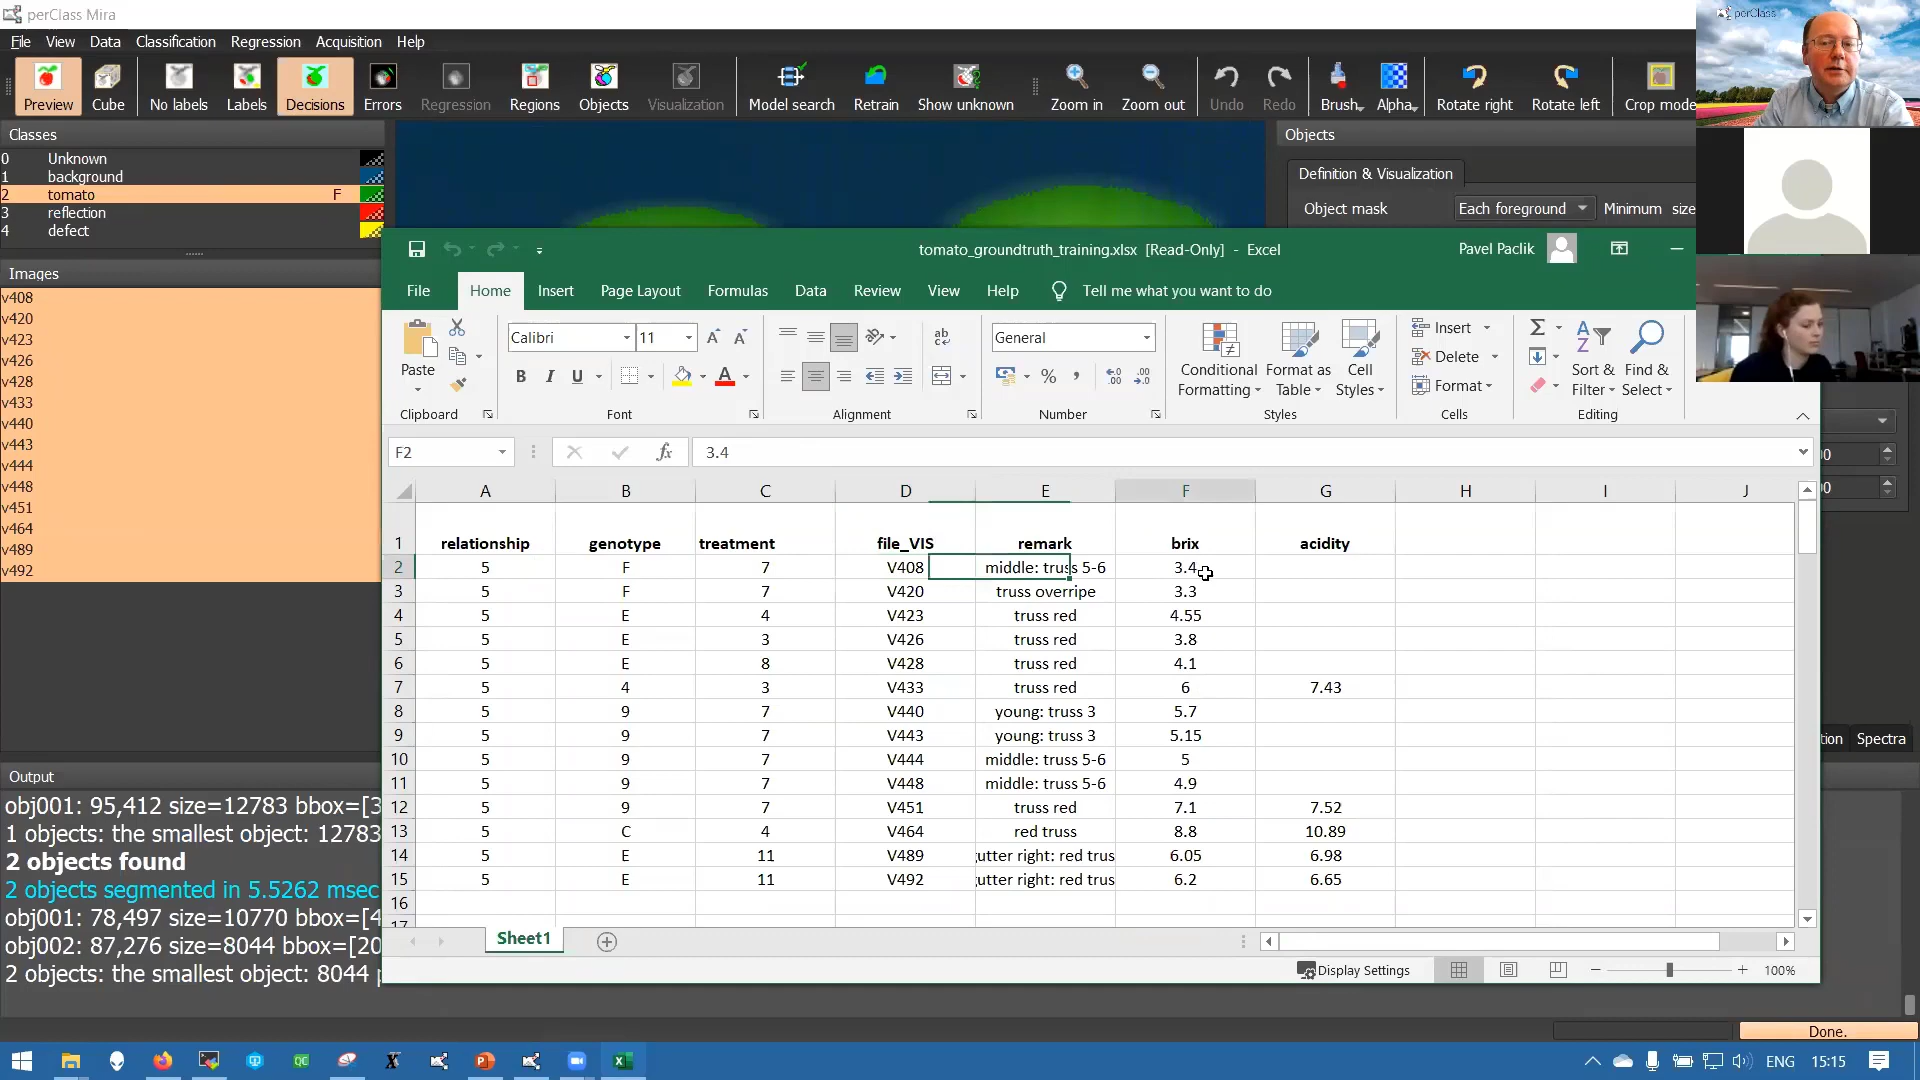 perClass Mira
File View Data Classification Regression Acquisition Help
Preview Cube No labels Labels Decisions Errors Regression Regions Objects Visualization Model search Retrain Show unknown Zoom in Zoom out Undo Redo Brush Alpha Rotate right Rotate left Crop mode
perClass
Classes
0 Unknown
1 background
2 tomato F
3 reflection
4 defect
Objects
Definition & Visualization
Object mask Each foreground Minimum size
Images
v408
v420
v423
v426
v428
v433
v440
v443
v444
v448
v451
v464
v489
v492
tomato_groundtruth_training.xlsx [Read-Only] - Excel
Pavel Paclik
File Home Insert Page Layout Formulas Data Review View Help Tell me what you want to do
Paste
Clipboard
Calibri 11
B I U
Font
ab
Alignment
General
%
Number
Conditional Formatting
Format as Table
Cell Styles
Styles
Insert
Delete
Format
Cells
Sort & Filter
Find & Select
Editing
F2 fx 3.4
A B C D E F G H I J
1 relationship genotype treatment file_VIS remark brix acidity
2 5 F 7 V408 middle: truss 5-6 3.4
3 5 F 7 V420 truss overripe 3.3
4 5 E 4 V423 truss red 4.55
5 5 E 3 V426 truss red 3.8
6 5 E 8 V428 truss red 4.1
7 5 4 3 V433 truss red 6 7.43
8 5 9 7 V440 young: truss 3 5.7
9 5 9 7 V443 young: truss 3 5.15
10 5 9 7 V444 middle: truss 5-6 5
11 5 9 7 V448 middle: truss 5-6 4.9
12 5 9 7 V451 truss red 7.1 7.52
13 5 C 4 V464 red truss 8.8 10.89
14 5 E 11 V489 gutter right: red trus 6.05 6.98
15 5 E 11 V492 gutter right: red trus 6.2 6.65
16
17
Sheet1
Display Settings
100%
Spectra
Output
obj001: 95,412 size=12783 bbox=[3
1 objects: the smallest object: 12783
2 objects found
2 objects segmented in 5.5262 msec
obj001: 78,497 size=10770 bbox=[4
obj002: 87,276 size=8044 bbox=[20
2 objects: the smallest object: 8044
Done.
ENG 15:15